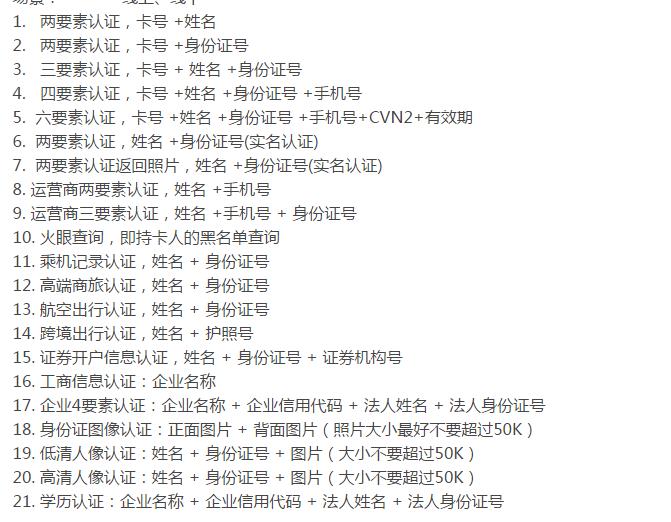 1. 两要素认证，卡号 +姓名
2. 两要素认证，卡号 +身份证号
3. 三要素认证，卡号 + 姓名 +身份证号
4. 四要素认证，卡号 +姓名 +身份证号 +手机号
5. 六要素认证，卡号 +姓名 +身份证号 +手机号+CVN2+有效期
6. 两要素认证，姓名 +身份证号(实名认证)
7. 两要素认证返回照片，姓名 +身份证号(实名认证)
8. 运营商两要素认证，姓名 +手机号
9. 运营商三要素认证，姓名 +手机号 + 身份证号
10. 火眼查询，即持卡人的黑名单查询
11. 乘机记录认证，姓名 + 身份证号
12. 高端商旅认证，姓名 + 身份证号
13. 航空出行认证，姓名 + 身份证号
14. 跨境出行认证，姓名 + 护照号
15. 证券开户信息认证，姓名 + 身份证号 + 证券机构号
16. 工商信息认证：企业名称
17. 企业4要素认证：企业名称 + 企业信用代码 + 法人姓名 + 法人身份证号
18. 身份证图像认证：正面图片 + 背面图片（照片大小最好不要超过50K）
19. 低清人像认证：姓名 + 身份证号 + 图片（大小不要超过50K）
20. 高清人像认证：姓名 + 身份证号 + 图片（大小不要超过50K）
21. 学历认证：企业名称 + 企业信用代码 + 法人姓名 + 法人身份证号